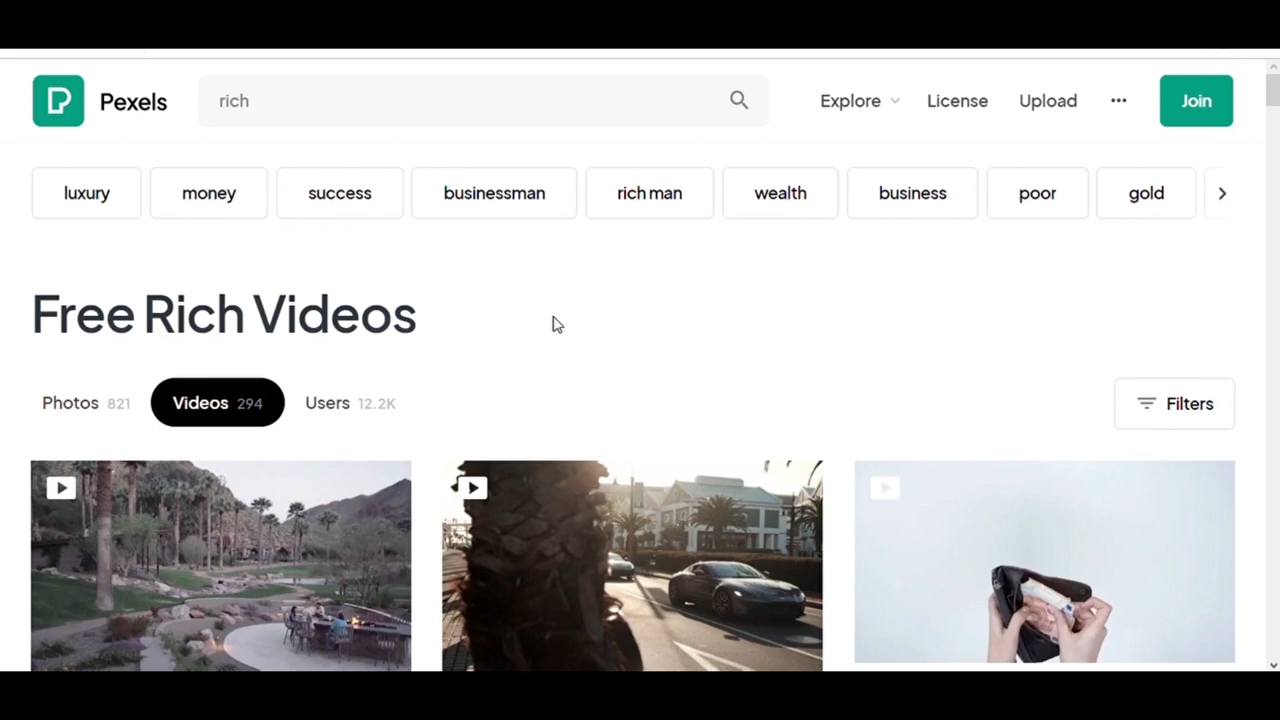 Pexels rich Explore License Upload ••• Join
luxury money success businessman rich man wealth business poor gold
Free Rich Videos
Photos 821 Videos 294 Users 12.2K Filters